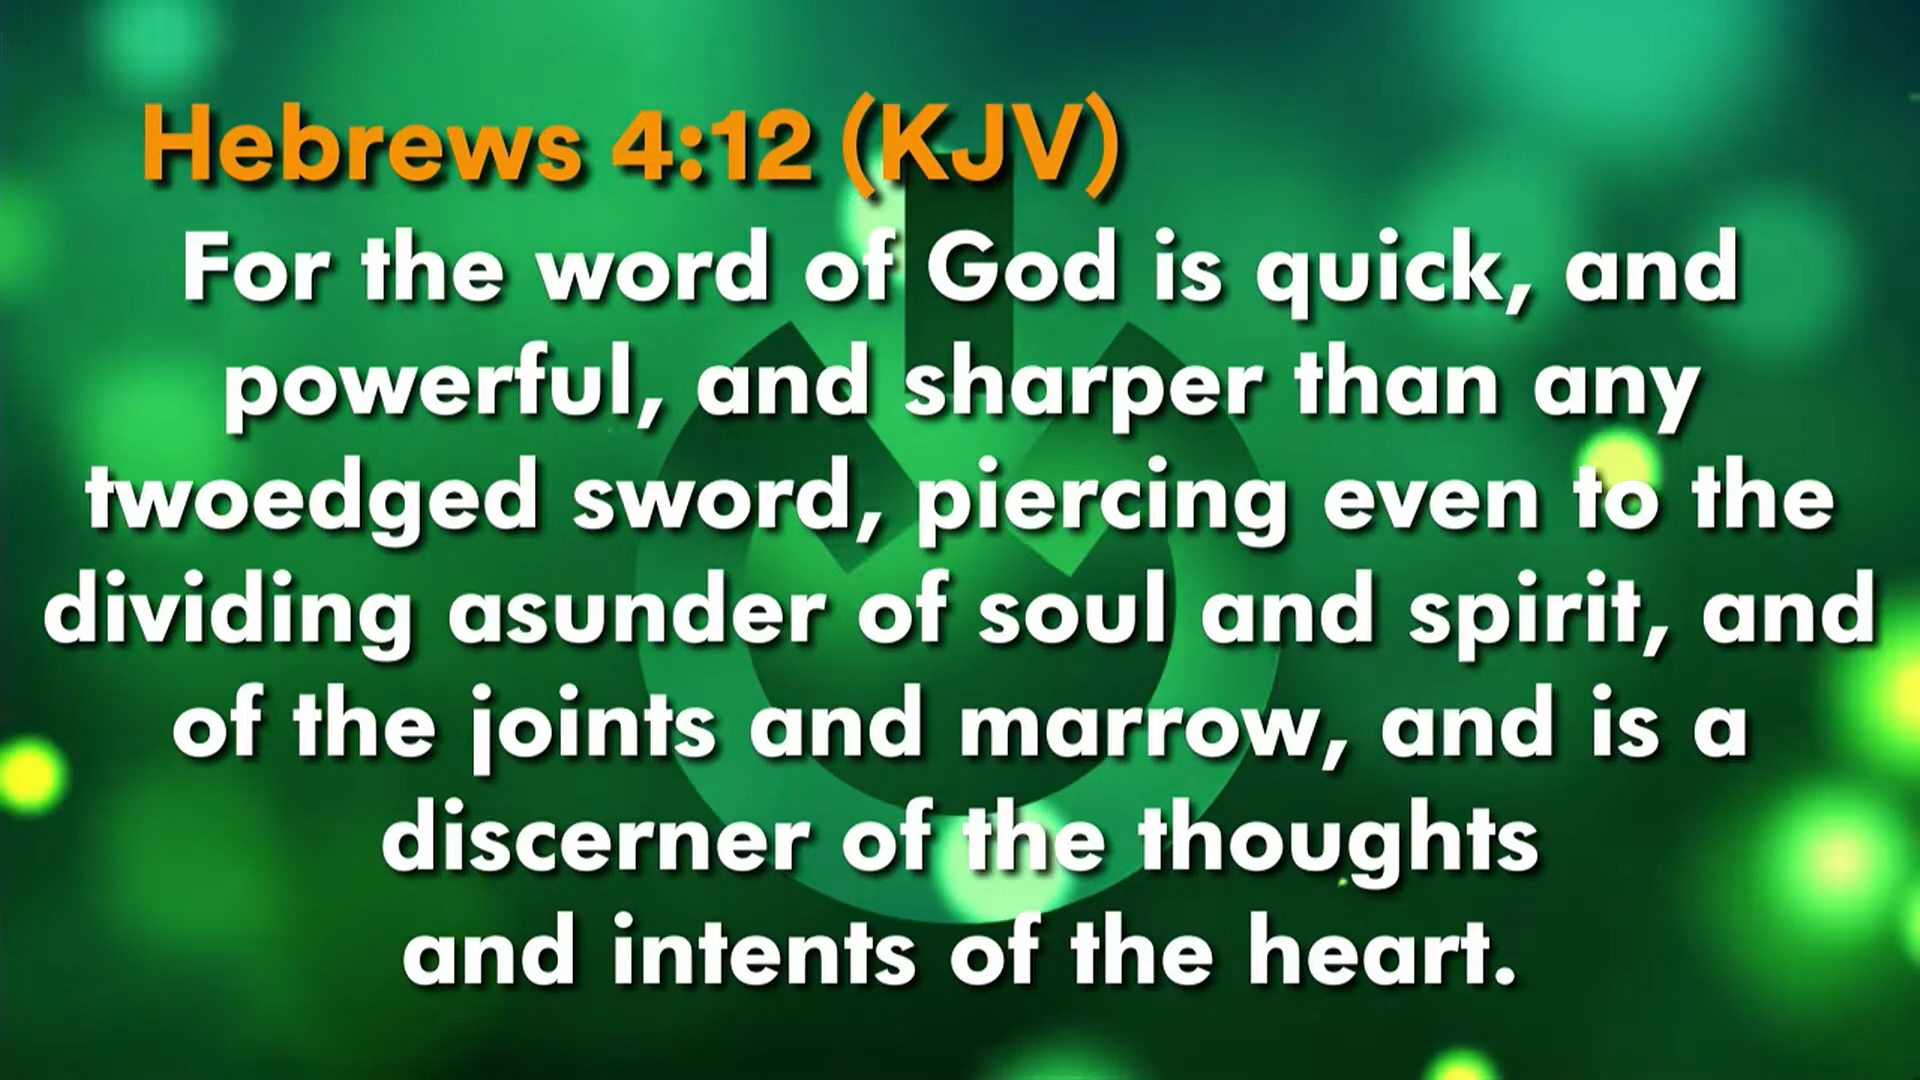 Hebrews 4:12 (KJV)
For the word of God is quick, and
powerful, and sharper than any
twoedged sword, piercing even to the
dividing asunder of soul and spirit, and
of the joints and marrow, and is a
discerner of the thoughts
and intents of the heart.